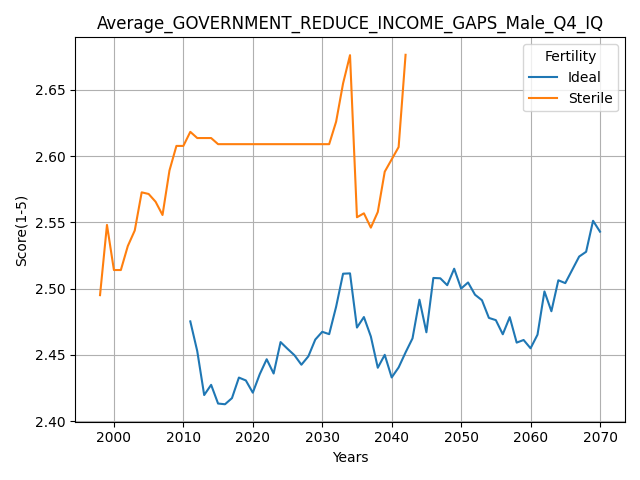 Average_GOVERNMENT_REDUCE_INCOME_GAPS_Male_Q4_IQ
Fertility
Ideal
Sterile
Score(1-5)
2.65
2.60
2.55
2.50
2.45
2.40
2000 2010 2020 2030 2040 2050 2060 2070
Years